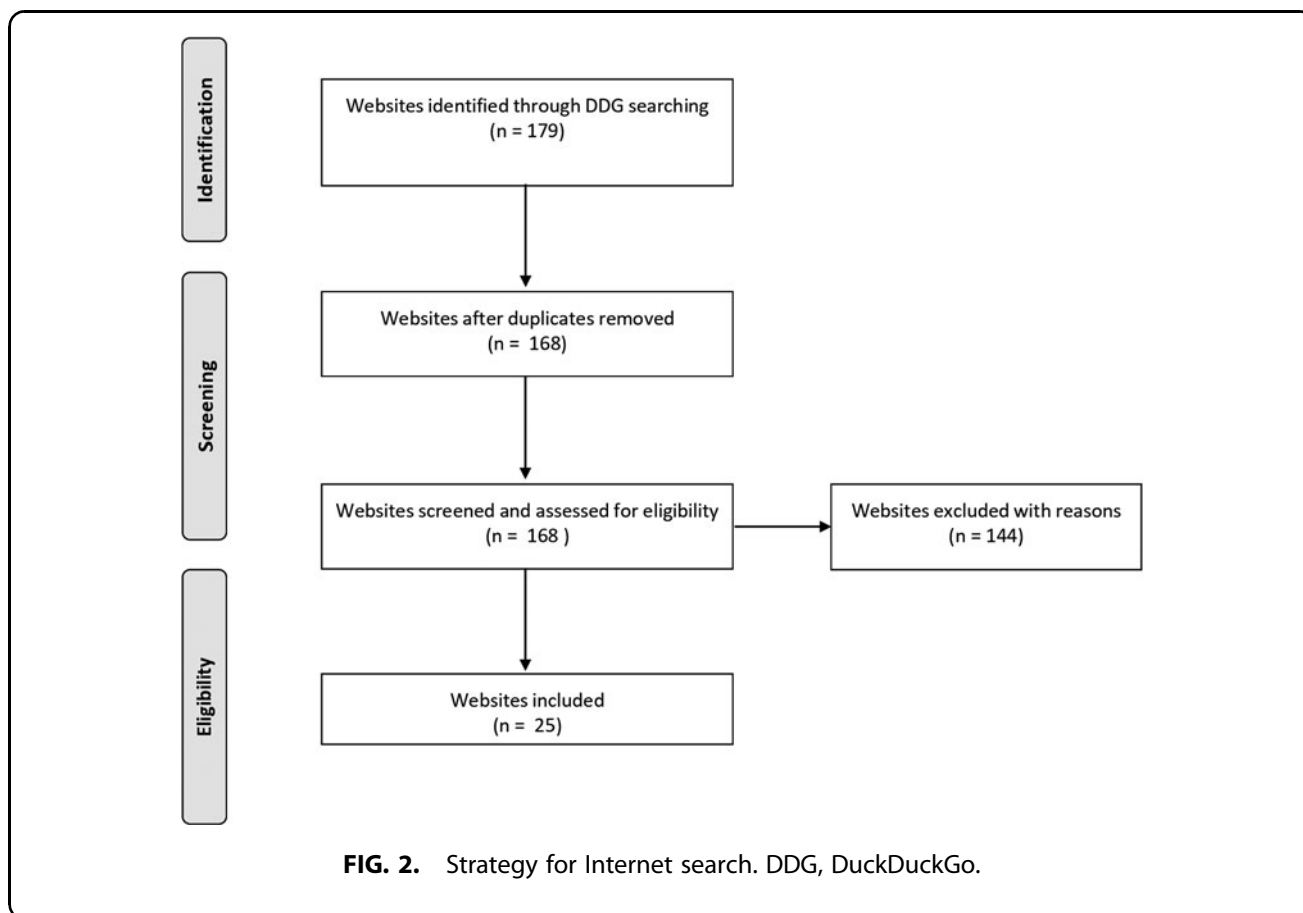 Identification
Websites identified through DDG searching
(n = 179)
Screening
Websites after duplicates removed
(n = 168)
Websites screened and assessed for eligibility
(n = 168 )
Websites excluded with reasons
(n = 144)
Eligibility
Websites included
(n = 25)
FIG. 2. Strategy for Internet search. DDG, DuckDuckGo.